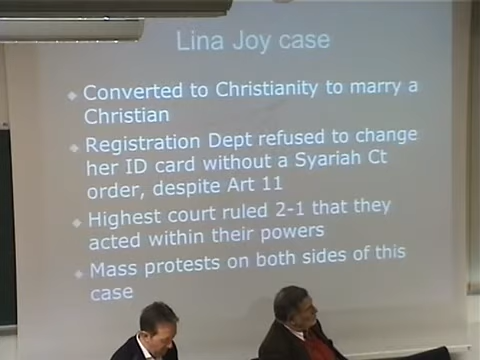 Lina Joy case
Converted to Christianity to marry a
Christian
Registration Dept refused to change
her ID card without a Syariah Ct
order, despite Art 11
Highest court ruled 2-1 that they
acted within their powers
Mass protests on both sides of this
case